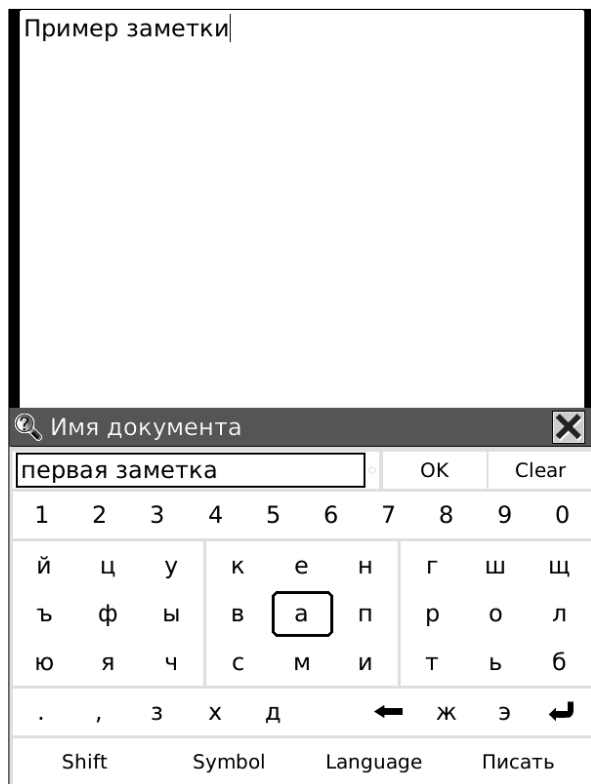 Пример заметки
Имя документа
первая заметка OK Clear
1 2 3 4 5 6 7 8 9 0
й ц у к е н г ш щ
ъ ф ы в а п р о л
ю я ч с м и т ь б
. , з х д ж э
Shift Symbol Language Писать